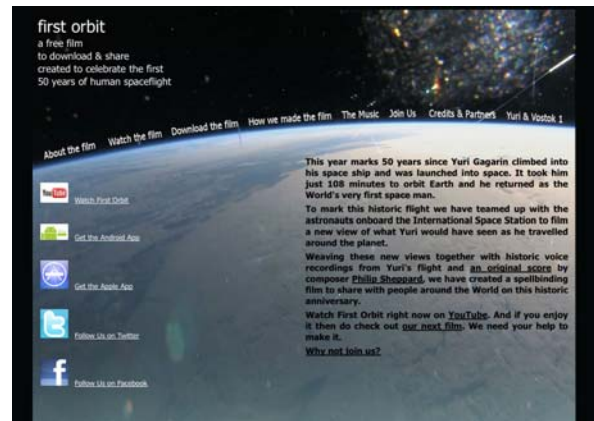 first orbit
a free film
to download & share
created to celebrate the first
50 years of human spaceflight
About the film Watch the film Download the film How we made the film The Music Join Us Credits & Partners Yuri & Vostok 1
This year marks 50 years since Yuri Gagarin climbed into
his space ship and was launched into space. It took him
just 108 minutes to orbit Earth and he returned as the
World's very first space man.
To mark this historic flight we have teamed up with the
astronauts onboard the International Space Station to film
a new view of what Yuri would have seen as he travelled
around the planet.
Weaving these new views together with historic voice
recordings from Yuri's flight and an original score by
composer Philip Sheppard, we have created a spellbinding
film to share with people around the World on this historic
anniversary.
Watch First Orbit right now on YouTube. And if you enjoy
it then do check out our next film. We need your help to
make it.
Why not join us?
YouTube
Watch First Orbit
Get the Android App
Get the Apple App
Follow Us on Twitter
Follow Us on Facebook